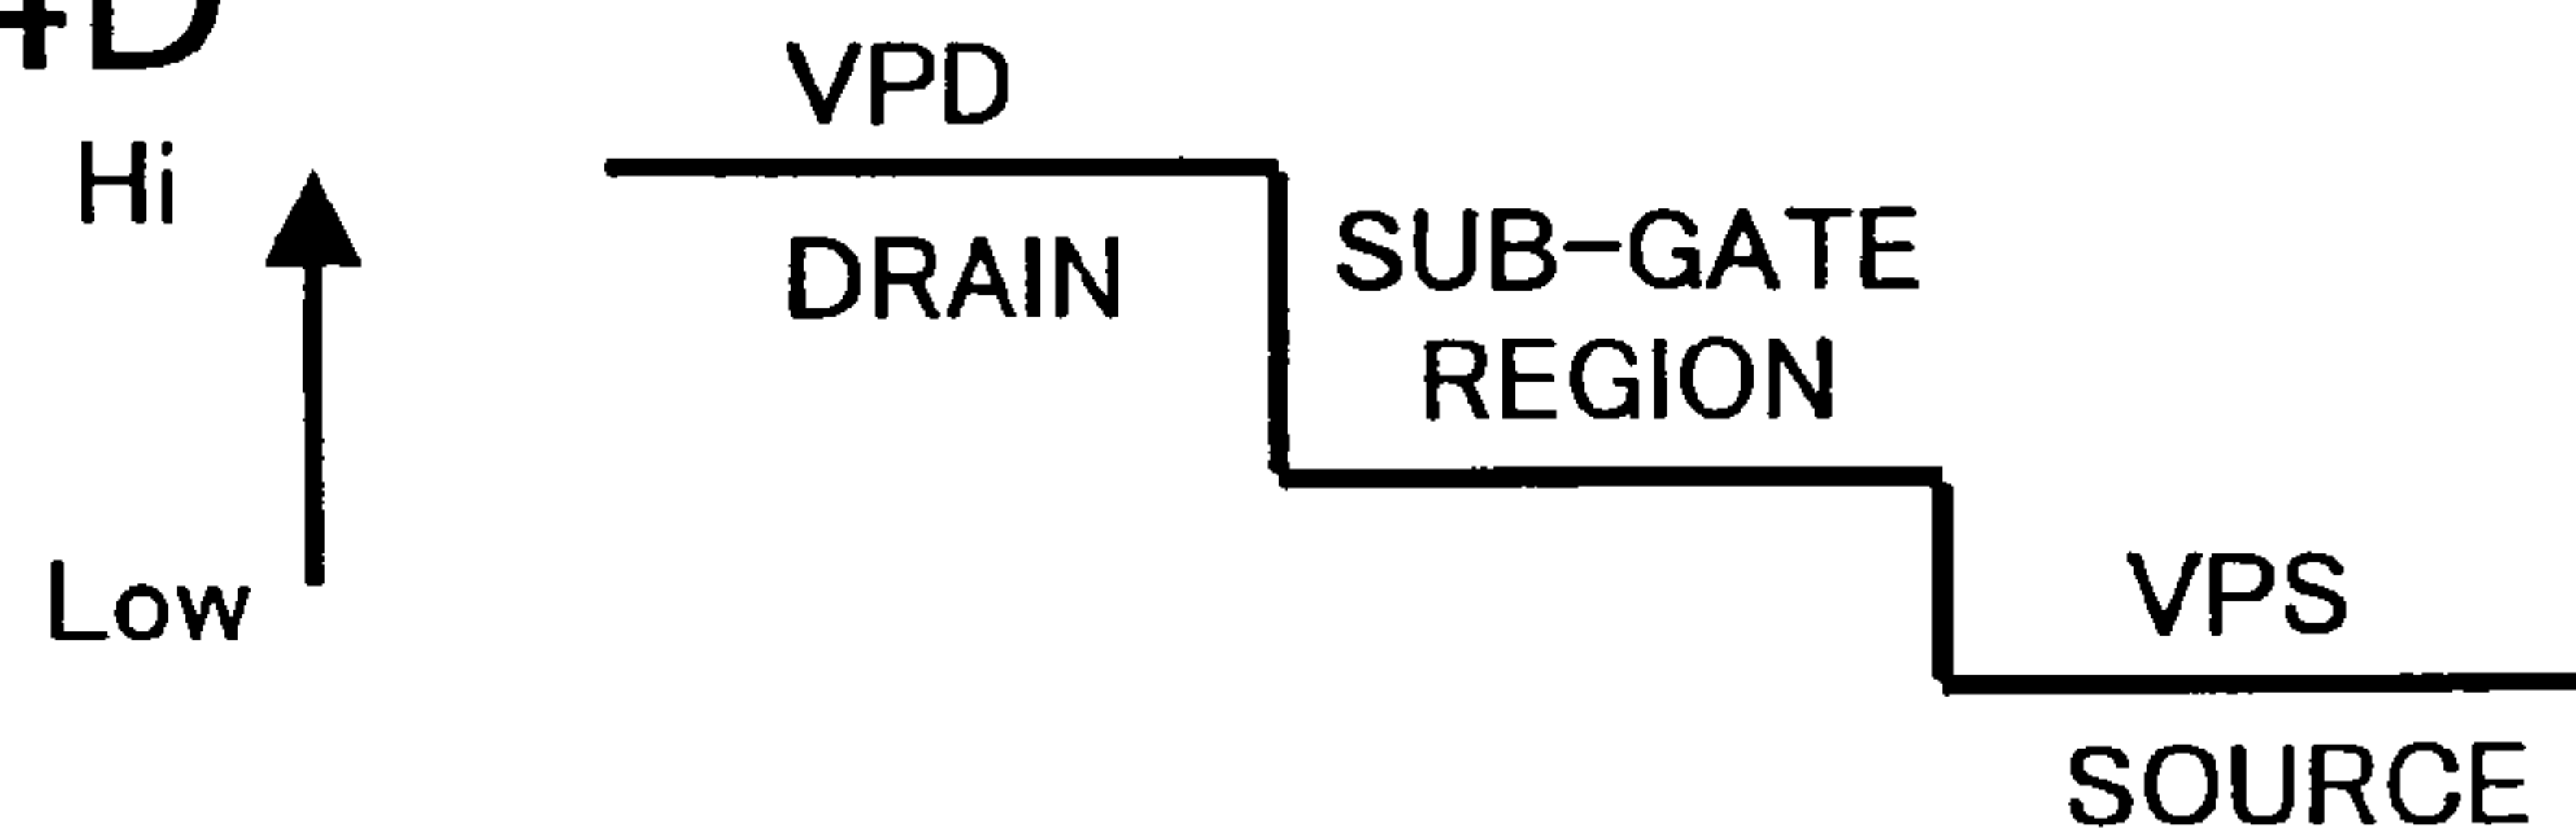 4D
VPD
Hi
DRAIN
SUB-GATE
REGION
Low
VPS
SOURCE